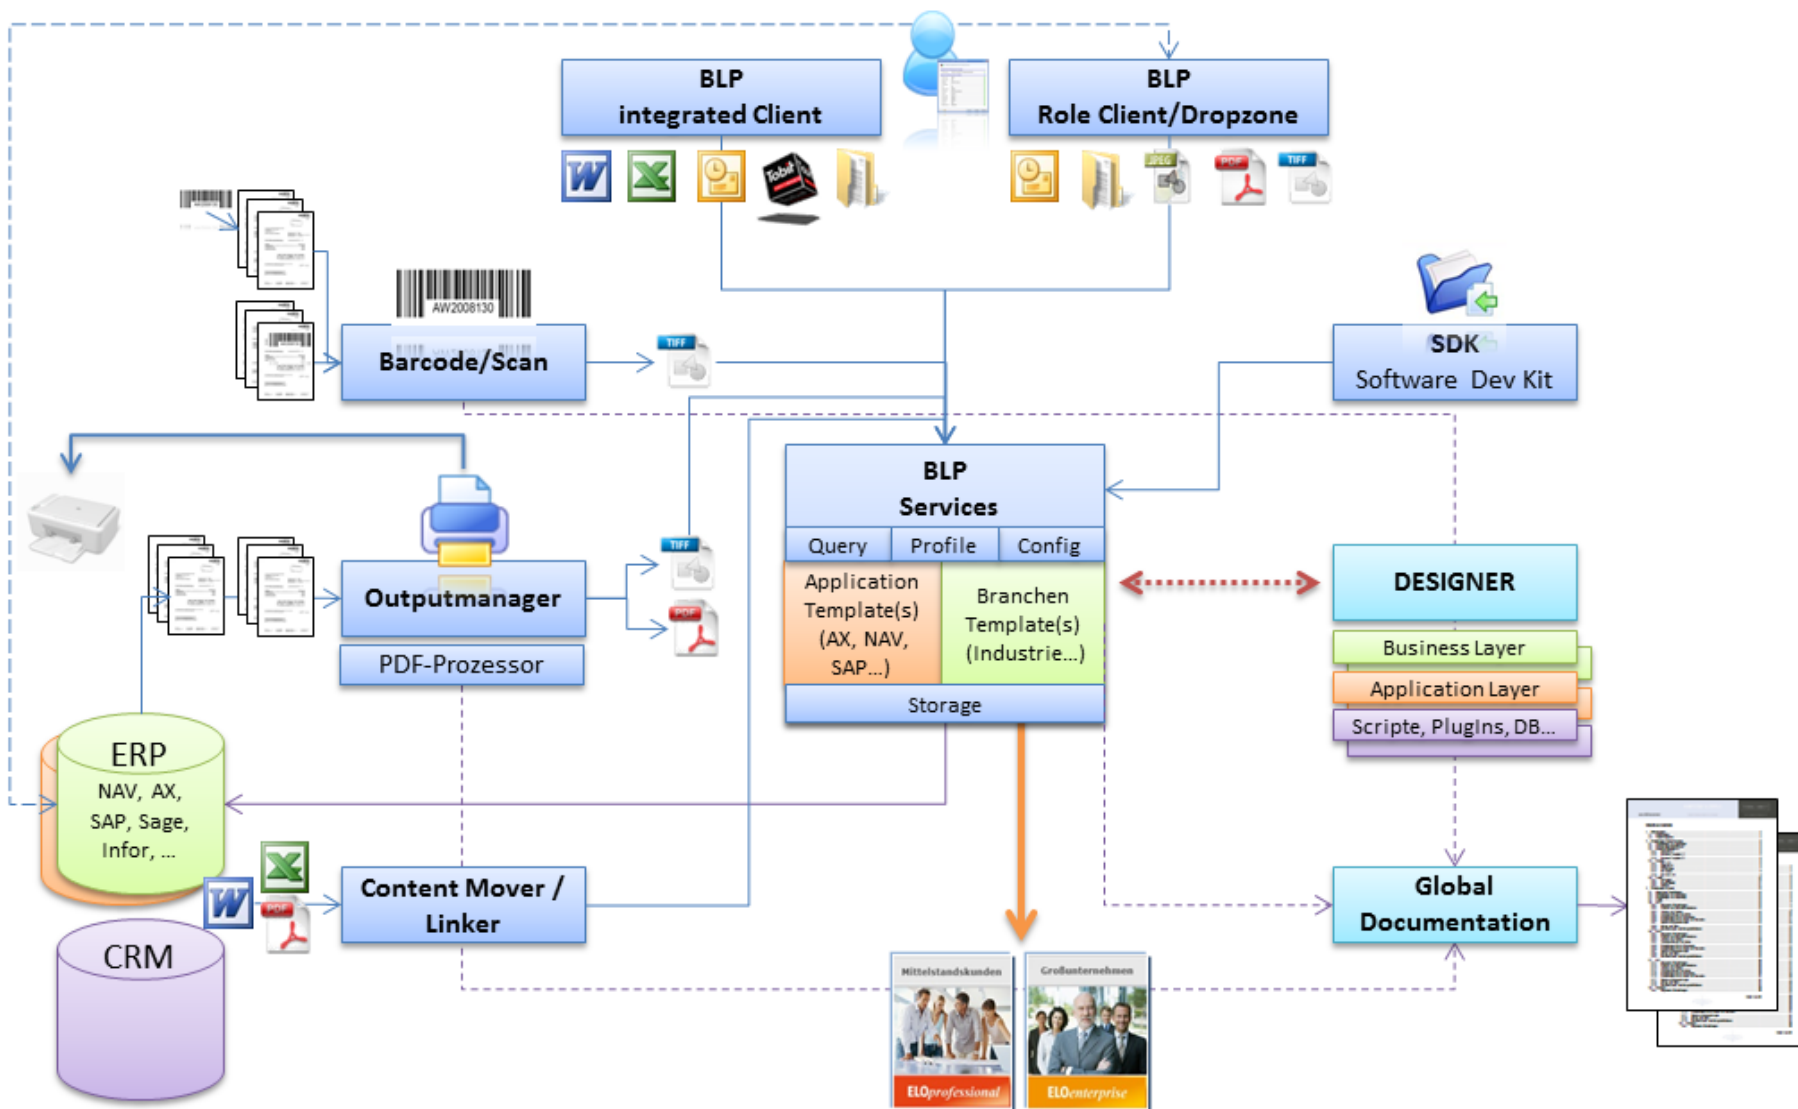 BLP
integrated Client
BLP
Role Client/Dropzone
Tobit
JPEG
PDF
TIFF
AW2008130
Barcode/Scan
TIFF
SDK
Software Dev Kit
BLP
Services
Query
Profile
Config
Application
Template(s)
(AX, NAV,
SAP...)
Branchen
Template(s)
(Industrie...)
Storage
Outputmanager
PDF-Prozessor
TIFF
PDF
DESIGNER
Business Layer
Application Layer
Scripte, PlugIns, DB...
ERP
NAV, AX,
SAP, Sage,
Infor, ...
PDF
Content Mover /
Linker
CRM
Global
Documentation
Mittelstandskunden
ELOprofessional
Großunternehmen
ELOenterprise